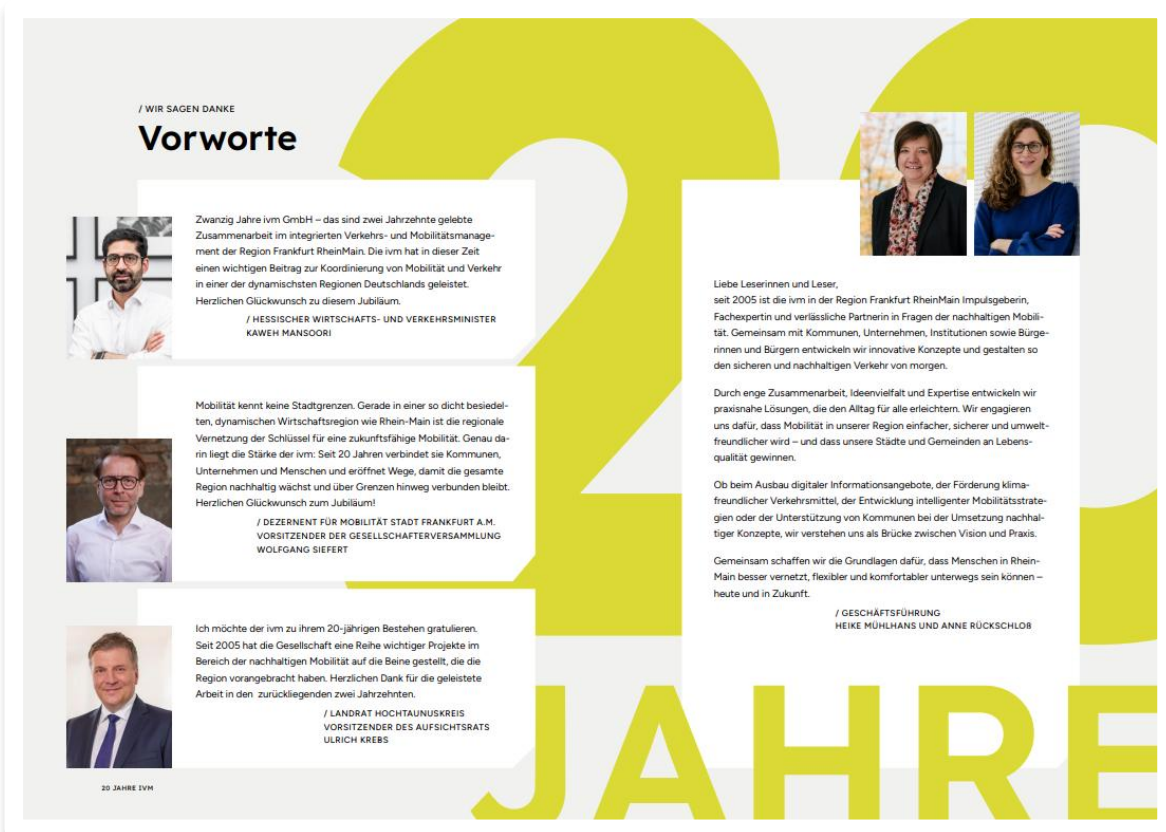 / WIR SAGEN DANKE
Vorworte
Zwanzig Jahre ivm GmbH – das sind zwei Jahrzehnte gelebte
Zusammenarbeit im integrierten Verkehrs- und Mobilitätsmanage-
ment der Region Frankfurt RheinMain. Die ivm hat in dieser Zeit
einen wichtigen Beitrag zur Koordinierung von Mobilität und Verkehr
in einer der dynamischsten Regionen Deutschlands geleistet.
Herzlichen Glückwunsch zu diesem Jubiläum.
/ HESSISCHER WIRTSCHAFTS- UND VERKEHRSMINISTER
KAWEH MANSOORI
Mobilität kennt keine Stadtgrenzen. Gerade in einer so dicht besiedel-
ten, dynamischen Wirtschaftsregion wie Rhein-Main ist die regionale
Vernetzung der Schlüssel für eine zukunftsfähige Mobilität. Genau da-
rin liegt die Stärke der ivm: Seit 20 Jahren verbindet sie Kommunen,
Unternehmen und Menschen und eröffnet Wege, damit die gesamte
Region nachhaltig wächst und über Grenzen hinweg verbunden bleibt.
Herzlichen Glückwunsch zum Jubiläum!
/ DEZERNENT FÜR MOBILITÄT STADT FRANKFURT A.M.
VORSITZENDER DER GESELLSCHAFTERVERSAMMLUNG
WOLFGANG SIEFERT
Ich möchte der ivm zu ihrem 20-jährigen Bestehen gratulieren.
Seit 2005 hat die Gesellschaft eine Reihe wichtiger Projekte im
Bereich der nachhaltigen Mobilität auf die Beine gestellt, die die
Region vorangebracht haben. Herzlichen Dank für die geleistete
Arbeit in den zurückliegenden zwei Jahrzehnten.
/ LANDRAT HOCHTAUNUSKREIS
VORSITZENDER DES AUFSICHTSRATS
ULRICH KREBS
20 JAHRE IVM
Liebe Leserinnen und Leser,
seit 2005 ist die ivm in der Region Frankfurt RheinMain Impulsgeberin,
Fachexpertin und verlässliche Partnerin in Fragen der nachhaltigen Mobili-
tät. Gemeinsam mit Kommunen, Unternehmen, Institutionen sowie Bürge-
rinnen und Bürgern entwickeln wir innovative Konzepte und gestalten so
den sicheren und nachhaltigen Verkehr von morgen.
Durch enge Zusammenarbeit, Ideenvielfalt und Expertise entwickeln wir
praxisnahe Lösungen, die den Alltag für alle erleichtern. Wir engagieren
uns dafür, dass Mobilität in unserer Region einfacher, sicherer und umwelt-
freundlicher wird – und dass unsere Städte und Gemeinden an Lebens-
qualität gewinnen.
Ob beim Ausbau digitaler Informationsangebote, der Förderung klima-
freundlicher Verkehrsmittel, der Entwicklung intelligenter Mobilitätsstrate-
gien oder der Unterstützung von Kommunen bei der Umsetzung nachhal-
tiger Konzepte, wir verstehen uns als Brücke zwischen Vision und Praxis.
Gemeinsam schaffen wir die Grundlagen dafür, dass Menschen in Rhein-
Main besser vernetzt, flexibler und komfortabler unterwegs sein können –
heute und in Zukunft.
/ GESCHÄFTSFÜHRUNG
HEIKE MÜHLHANS UND ANNE RÜCKSCHLOß
20
JAHRE